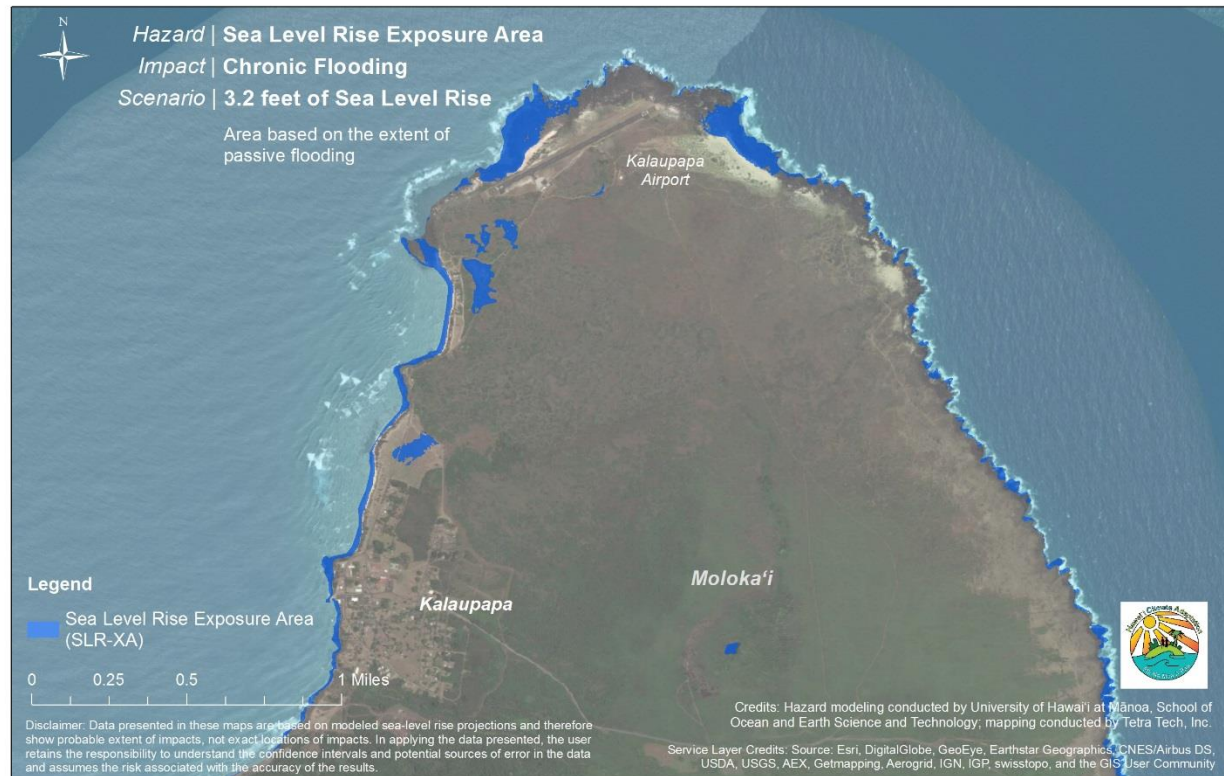 N
Hazard | Sea Level Rise Exposure Area
Impact | Chronic Flooding
Scenario | 3.2 feet of Sea Level Rise
Area based on the extent of
passive flooding
Kalaupapa
Airport
Molokaʻi
Kalaupapa
Legend
Sea Level Rise Exposure Area
(SLR-XA)
0 0.25 0.5 1 Miles
Disclaimer: Data presented in these maps are based on modeled sea-level rise projections and therefore
show probable extent of impacts, not exact locations of impacts. In applying the data presented, the user
retains the responsibility to understand the confidence intervals and potential sources of error in the data
and assumes the risk associated with the accuracy of the results.
Credits: Hazard modeling conducted by University of Hawaiʻi at Mānoa, School of
Ocean and Earth Science and Technology; mapping conducted by Tetra Tech, Inc.
Service Layer Credits: Source: Esri, DigitalGlobe, GeoEye, Earthstar Geographics, CNES/Airbus DS,
USDA, USGS, AEX, Getmapping, Aerogrid, IGN, IGP, swisstopo, and the GIS User Community